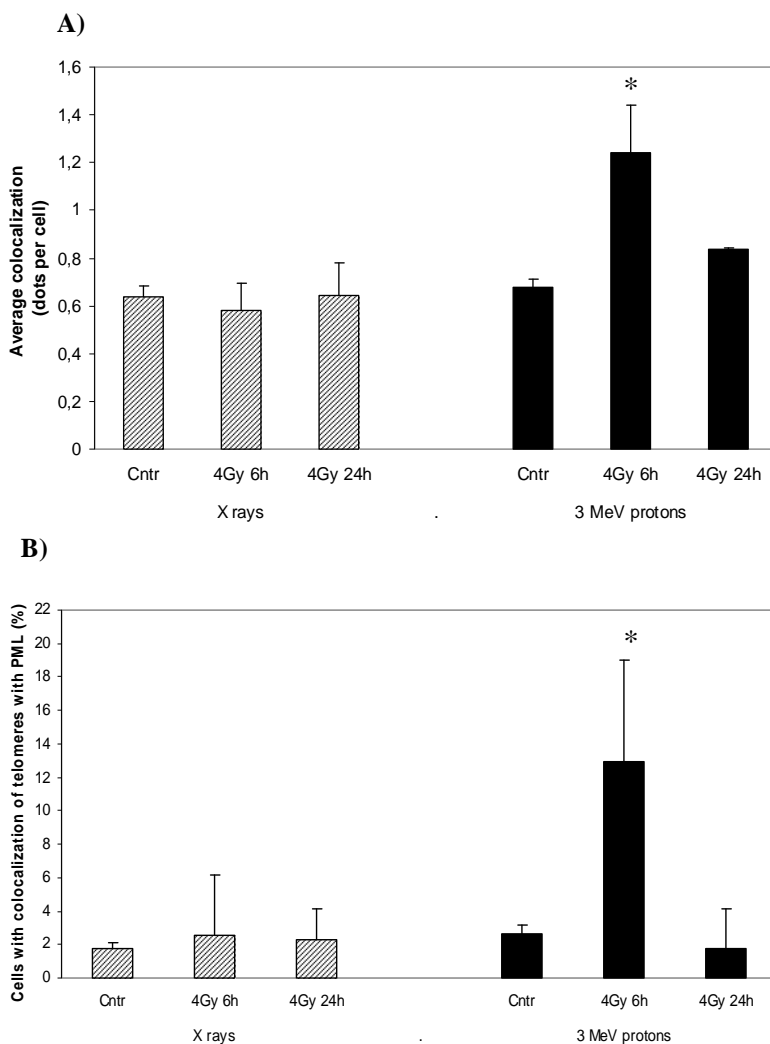 A)
Average colocalization
(dots per cell)
1,6
1,4
1,2
1
0,8
0,6
0,4
0,2
0
*
Cntr 4Gy 6h 4Gy 24h Cntr 4Gy 6h 4Gy 24h
X rays . 3 MeV protons
B)
Cells with colocalization of telomeres with PML (%)
22
20
18
16
14
12
10
8
6
4
2
0
*
Cntr 4Gy 6h 4Gy 24h Cntr 4Gy 6h 4Gy 24h
X rays . 3 MeV protons